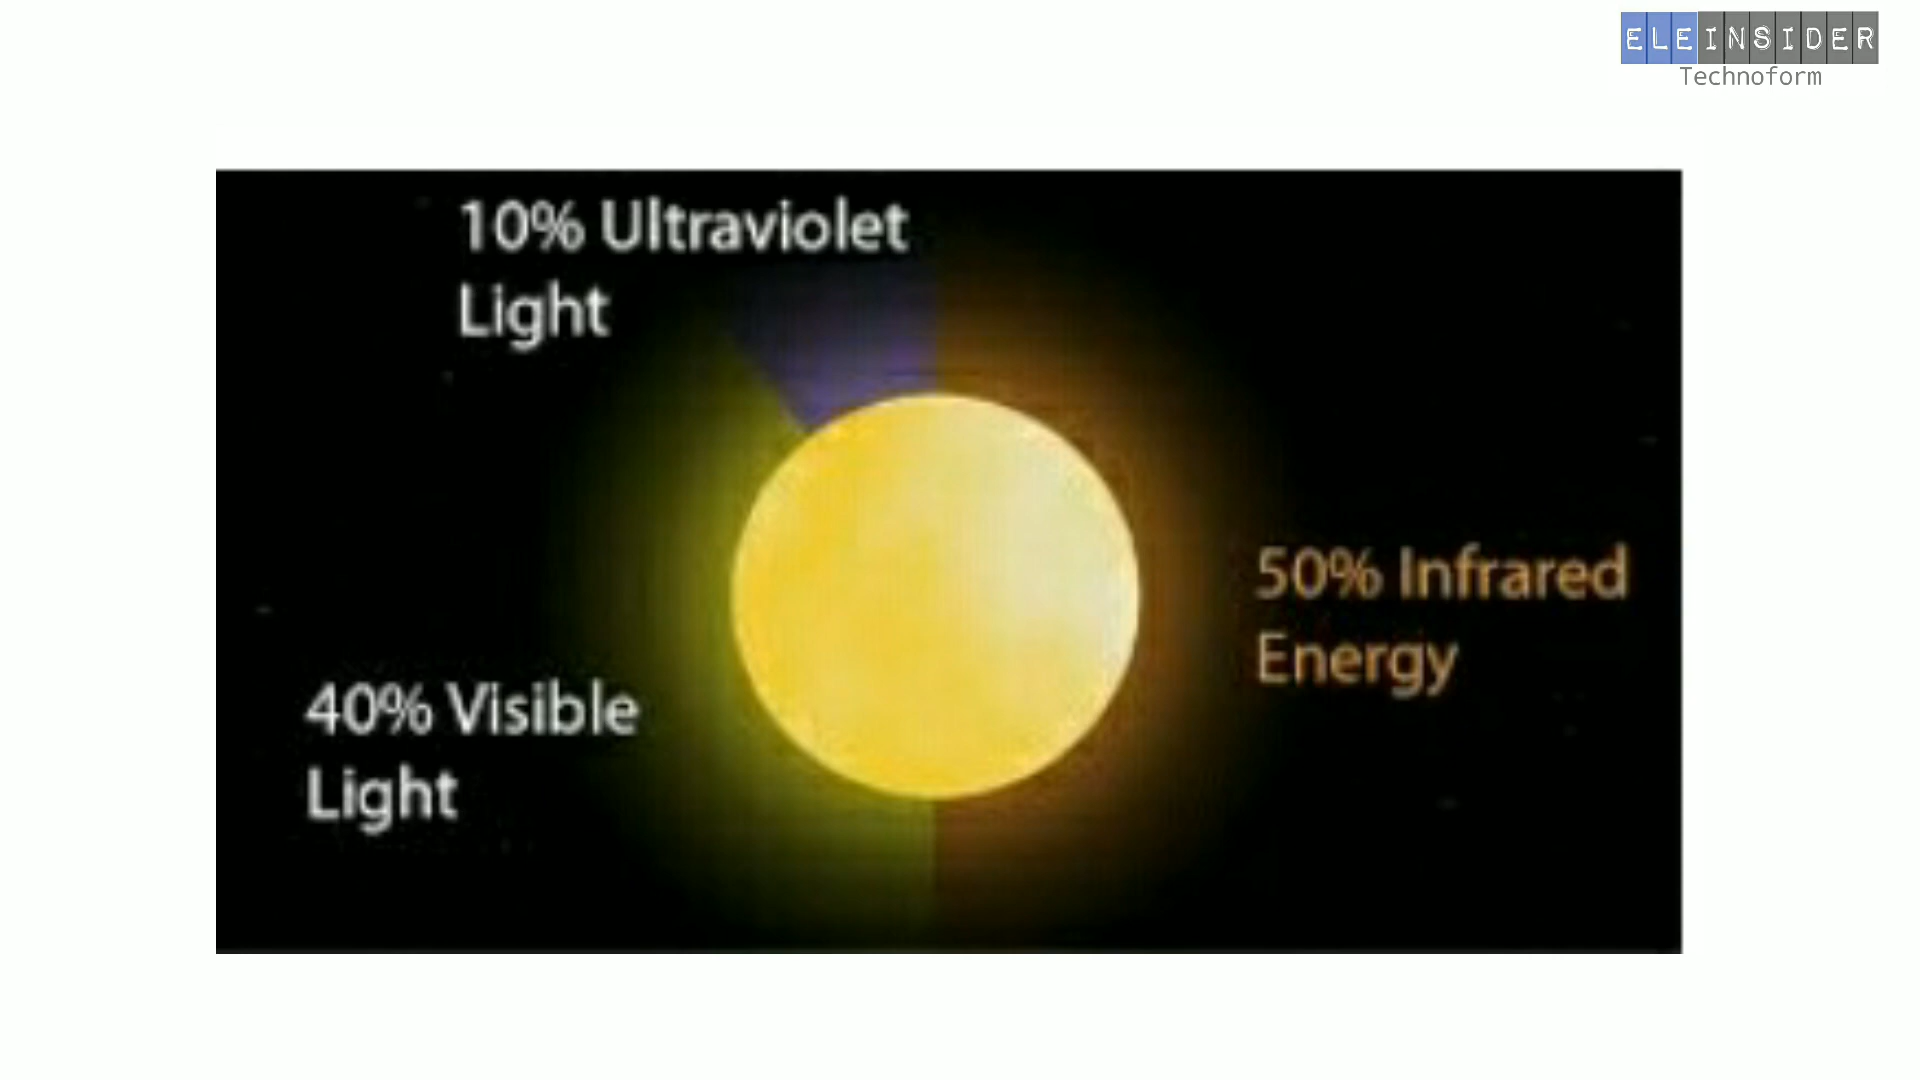 ELEINSIDER
Technoform
10% Ultraviolet
Light
50% Infrared
Energy
40% Visible
Light